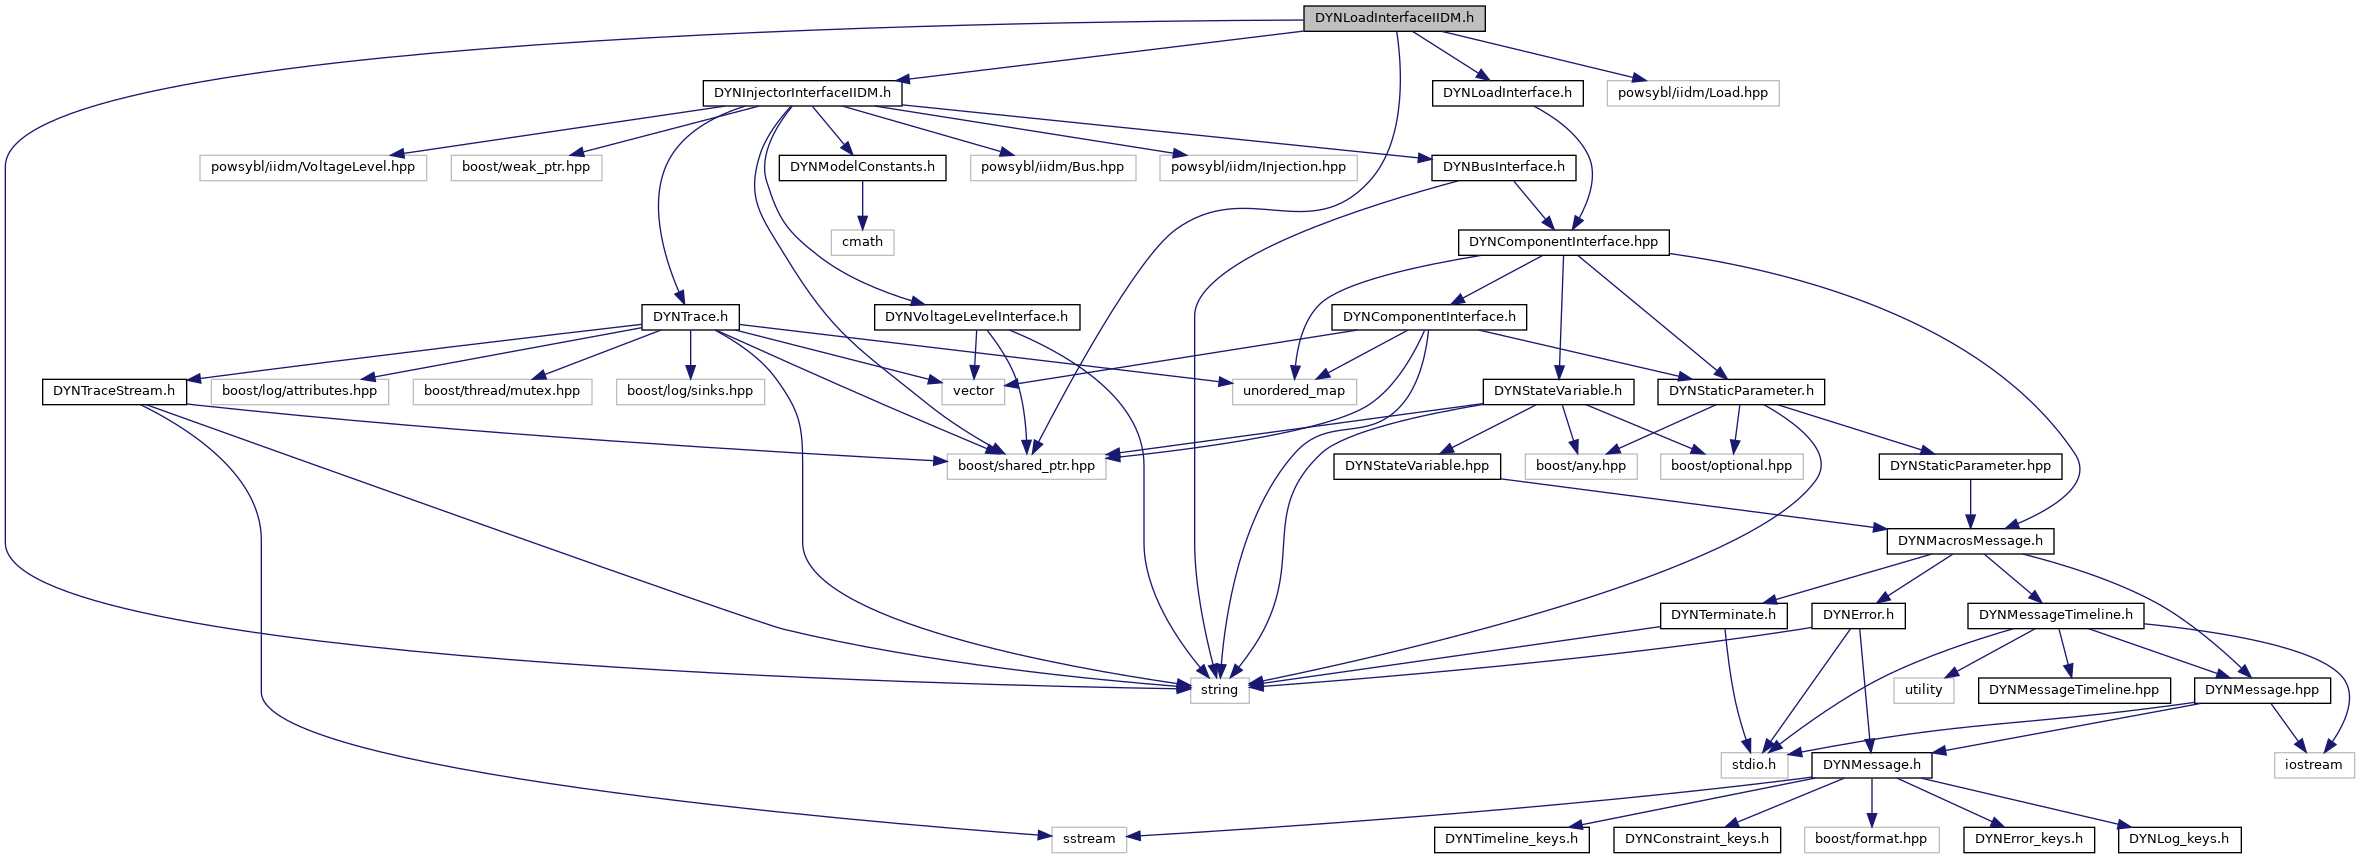 DYNLoadInterfaceIIDM.h
DYNInjectorInterfaceIIDM.h
DYNLoadInterface.h
powsybl/iidm/Load.hpp
powsybl/iidm/VoltageLevel.hpp
boost/weak_ptr.hpp
DYNModelConstants.h
powsybl/iidm/Bus.hpp
powsybl/iidm/Injection.hpp
DYNBusInterface.h
cmath
DYNComponentInterface.hpp
DYNTrace.h
DYNVoltageLevelInterface.h
DYNComponentInterface.h
DYNTraceStream.h
boost/log/attributes.hpp
boost/thread/mutex.hpp
boost/log/sinks.hpp
vector
unordered_map
DYNStateVariable.h
DYNStaticParameter.h
boost/shared_ptr.hpp
DYNStateVariable.hpp
boost/any.hpp
boost/optional.hpp
DYNStaticParameter.hpp
DYNMacrosMessage.h
DYNTerminate.h
DYNError.h
DYNMessageTimeline.h
string
utility
DYNMessageTimeline.hpp
DYNMessage.hpp
stdio.h
DYNMessage.h
iostream
sstream
DYNTimeline_keys.h
DYNConstraint_keys.h
boost/format.hpp
DYNError_keys.h
DYNLog_keys.h